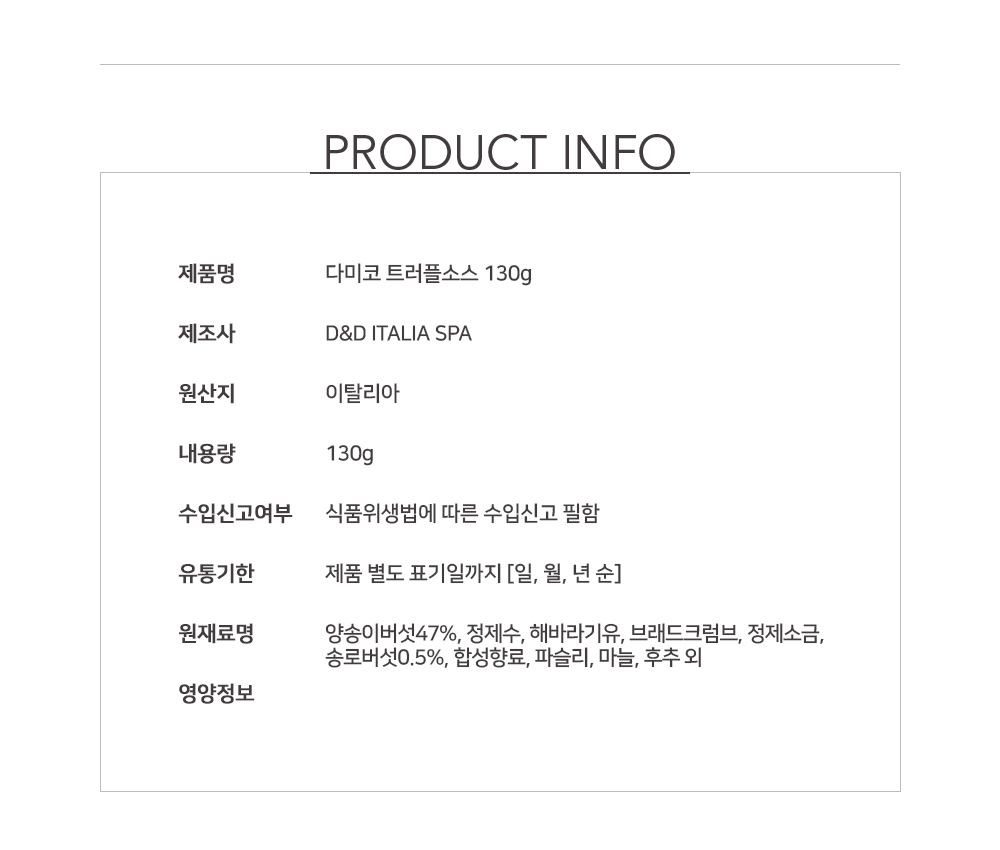 PRODUCT INFO
제품명 다미코 트러플소스 130g
제조사 D&D ITALIA SPA
원산지 이탈리아
내용량 130g
수입신고여부 식품위생법에 따른 수입신고 필함
유통기한 제품 별도 표기일까지 [일, 월, 년 순]
원재료명 양송이버섯47%, 정제수, 해바라기유, 브래드크럼브, 정제소금,
송로버섯0.5%, 합성향료, 파슬리, 마늘, 후추 외
영양정보